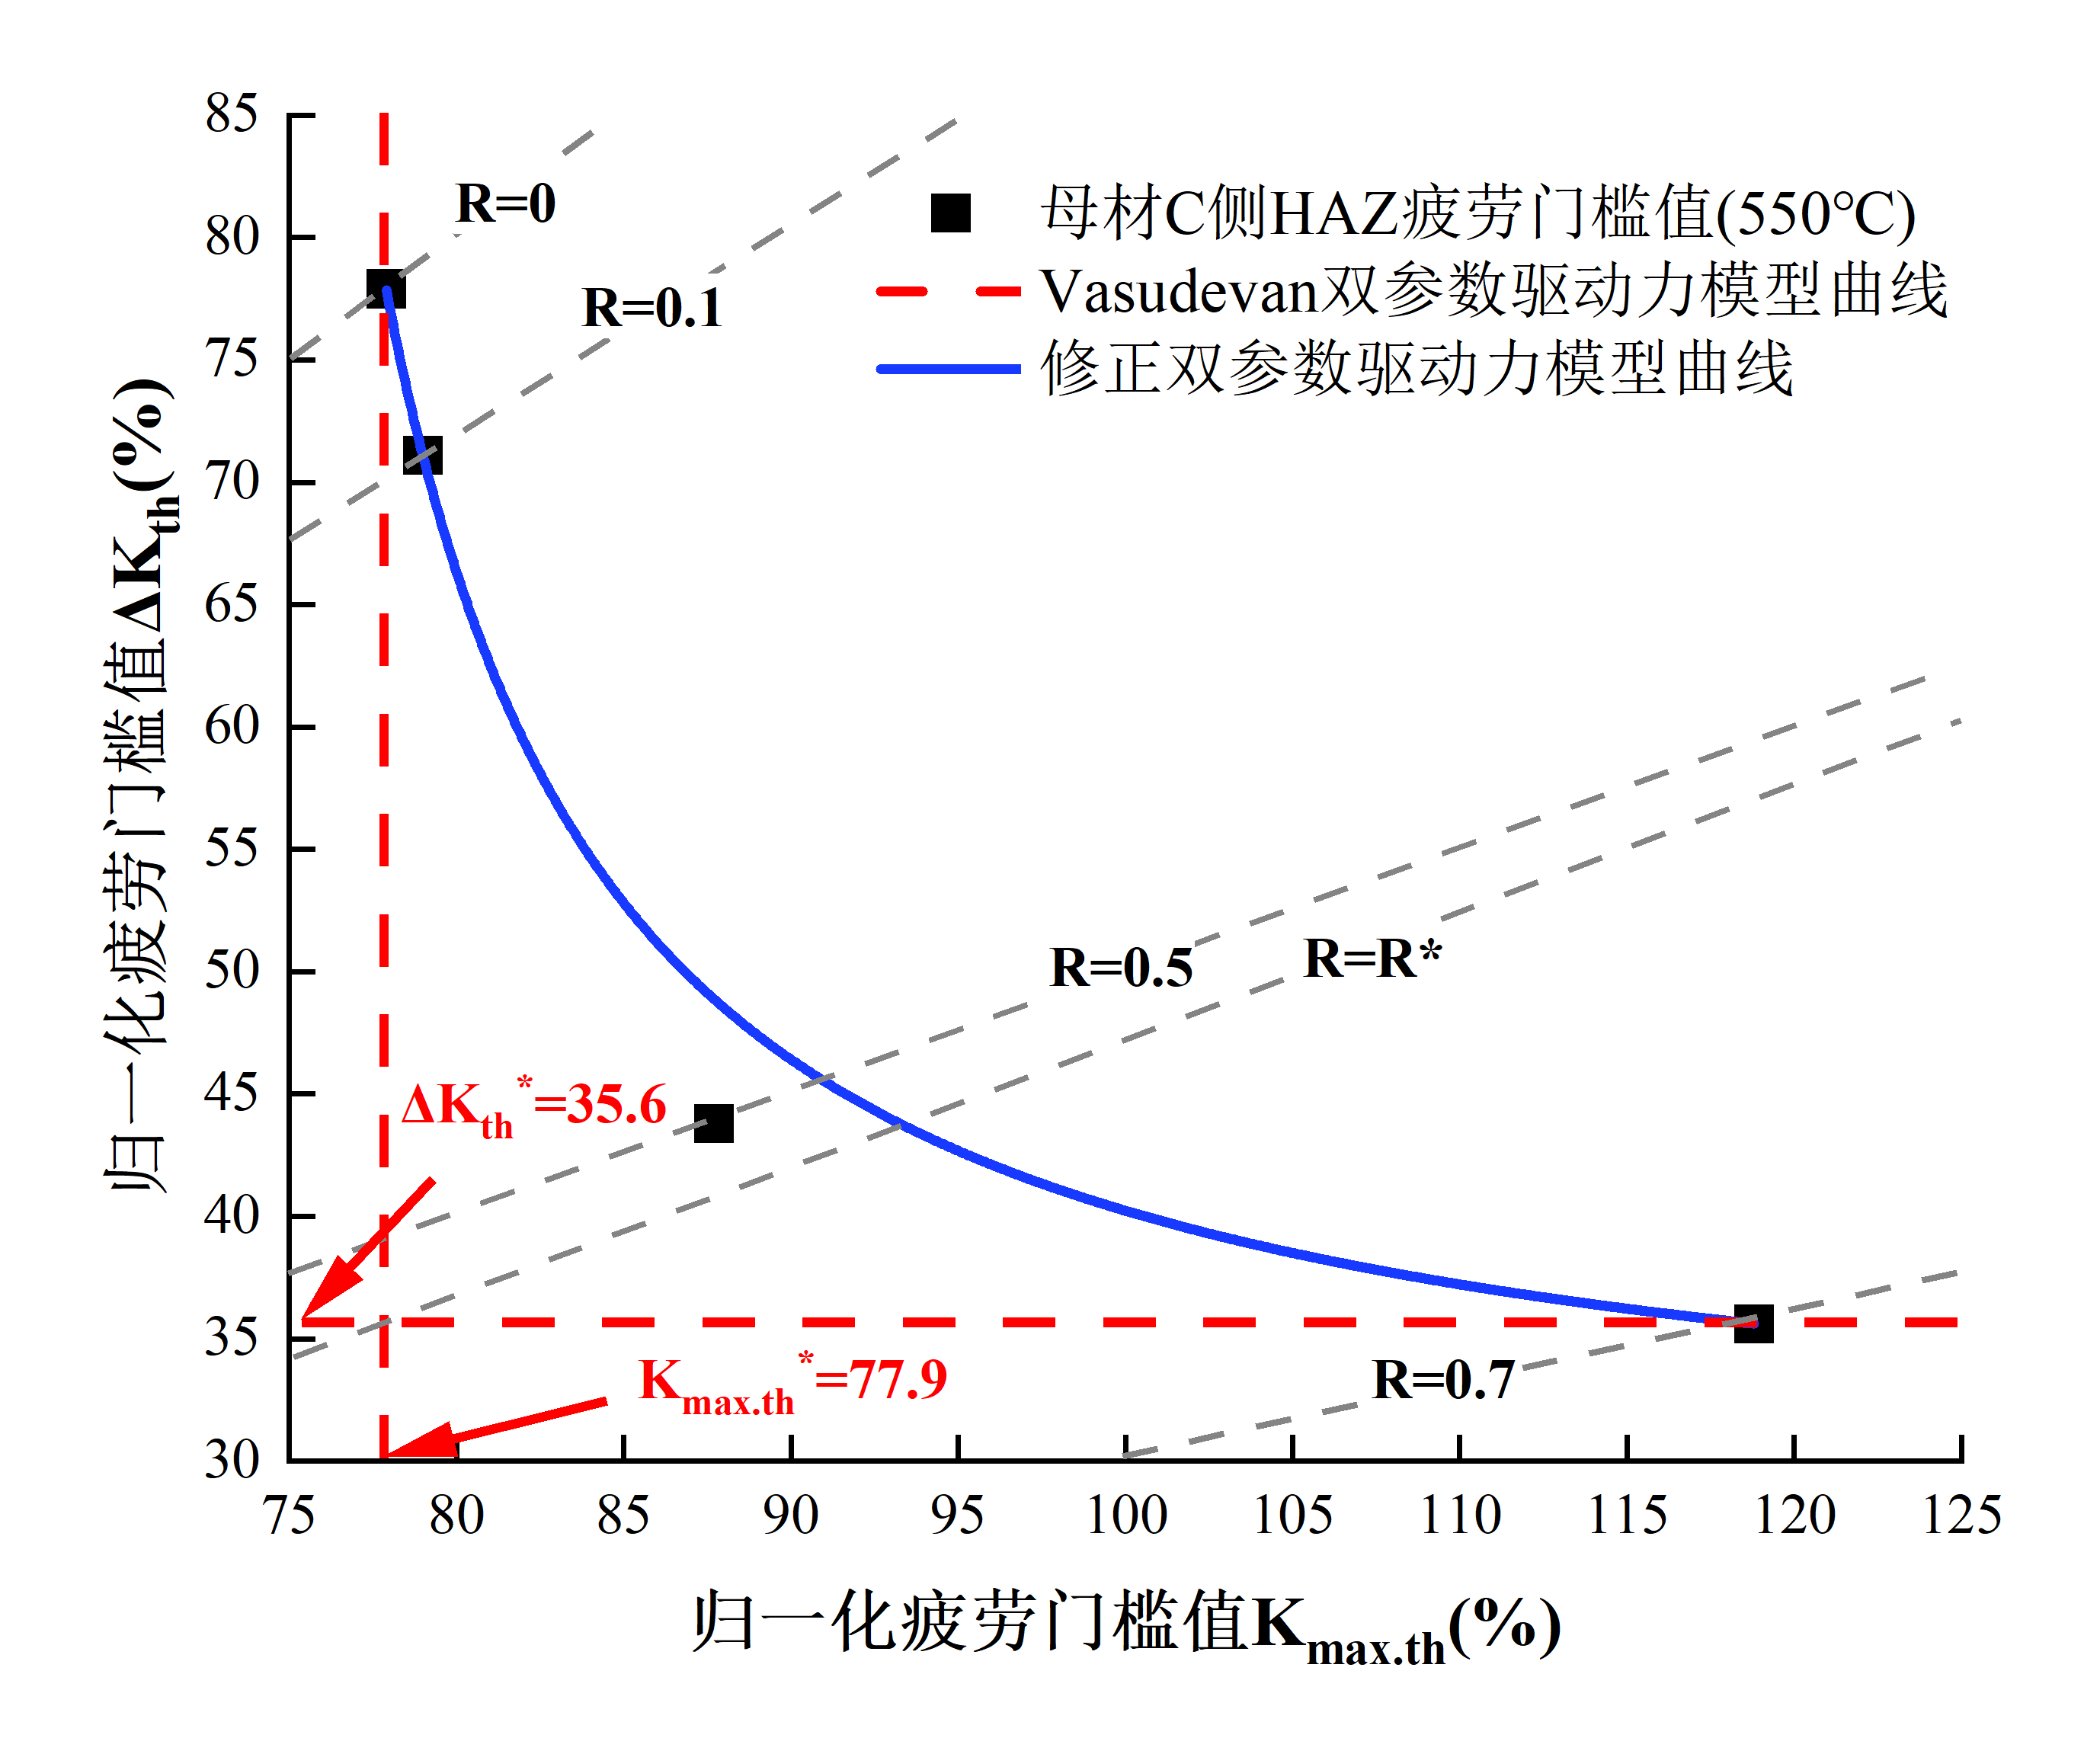 85
80
75
70
65
60
55
50
45
40
35
30
75
80
85
90
95
100
105
110
115
120
125
归一化疲劳门槛值ΔKth(%)
归一化疲劳门槛值Kmax.th(%)
母材C侧HAZ疲劳门槛值(550℃)
Vasudevan双参数驱动力模型曲线
修正双参数驱动力模型曲线
R=0
R=0.1
R=0.5
R=R*
R=0.7
ΔKth*=35.6
Kmax.th*=77.9